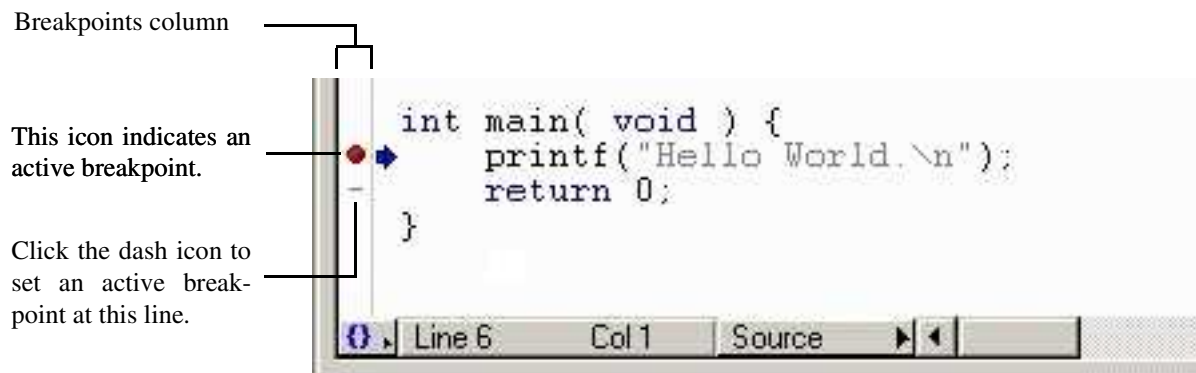 Breakpoints column
This icon indicates an
active breakpoint.
Click the dash icon to
set an active break-
point at this line.
int main( void ) {
printf("Hello World.\n");
return 0;
}
{} Line 6 Col 1 Source